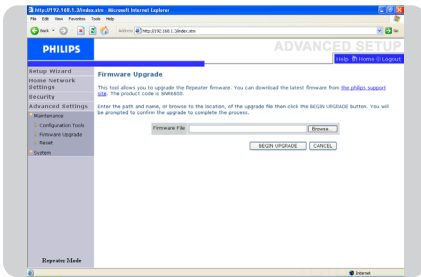 http://192.168.1.3/index.stm - Microsoft Internet Explorer
File Edit View Favorites Tools Help
Back
Address http://192.168.1.3/index.stm
Go
PHILIPS
ADVANCED SETUP
Help Home Logout
Setup Wizard
Home Network Settings
Security
Advanced Settings
Maintenance
Configuration Tools
Firmware Upgrade
Reset
System
Repeater Mode
Firmware Upgrade
This tool allows you to upgrade the Repeater firmware. You can download the latest firmware from the philips support
site. The product code is SNR6500.
Enter the path and name, or browse to the location, of the upgrade file then click the BEGIN UPGRADE button. You will
be prompted to confirm the upgrade to complete the process.
Firmware File
Browse...
BEGIN UPGRADE CANCEL
Internet